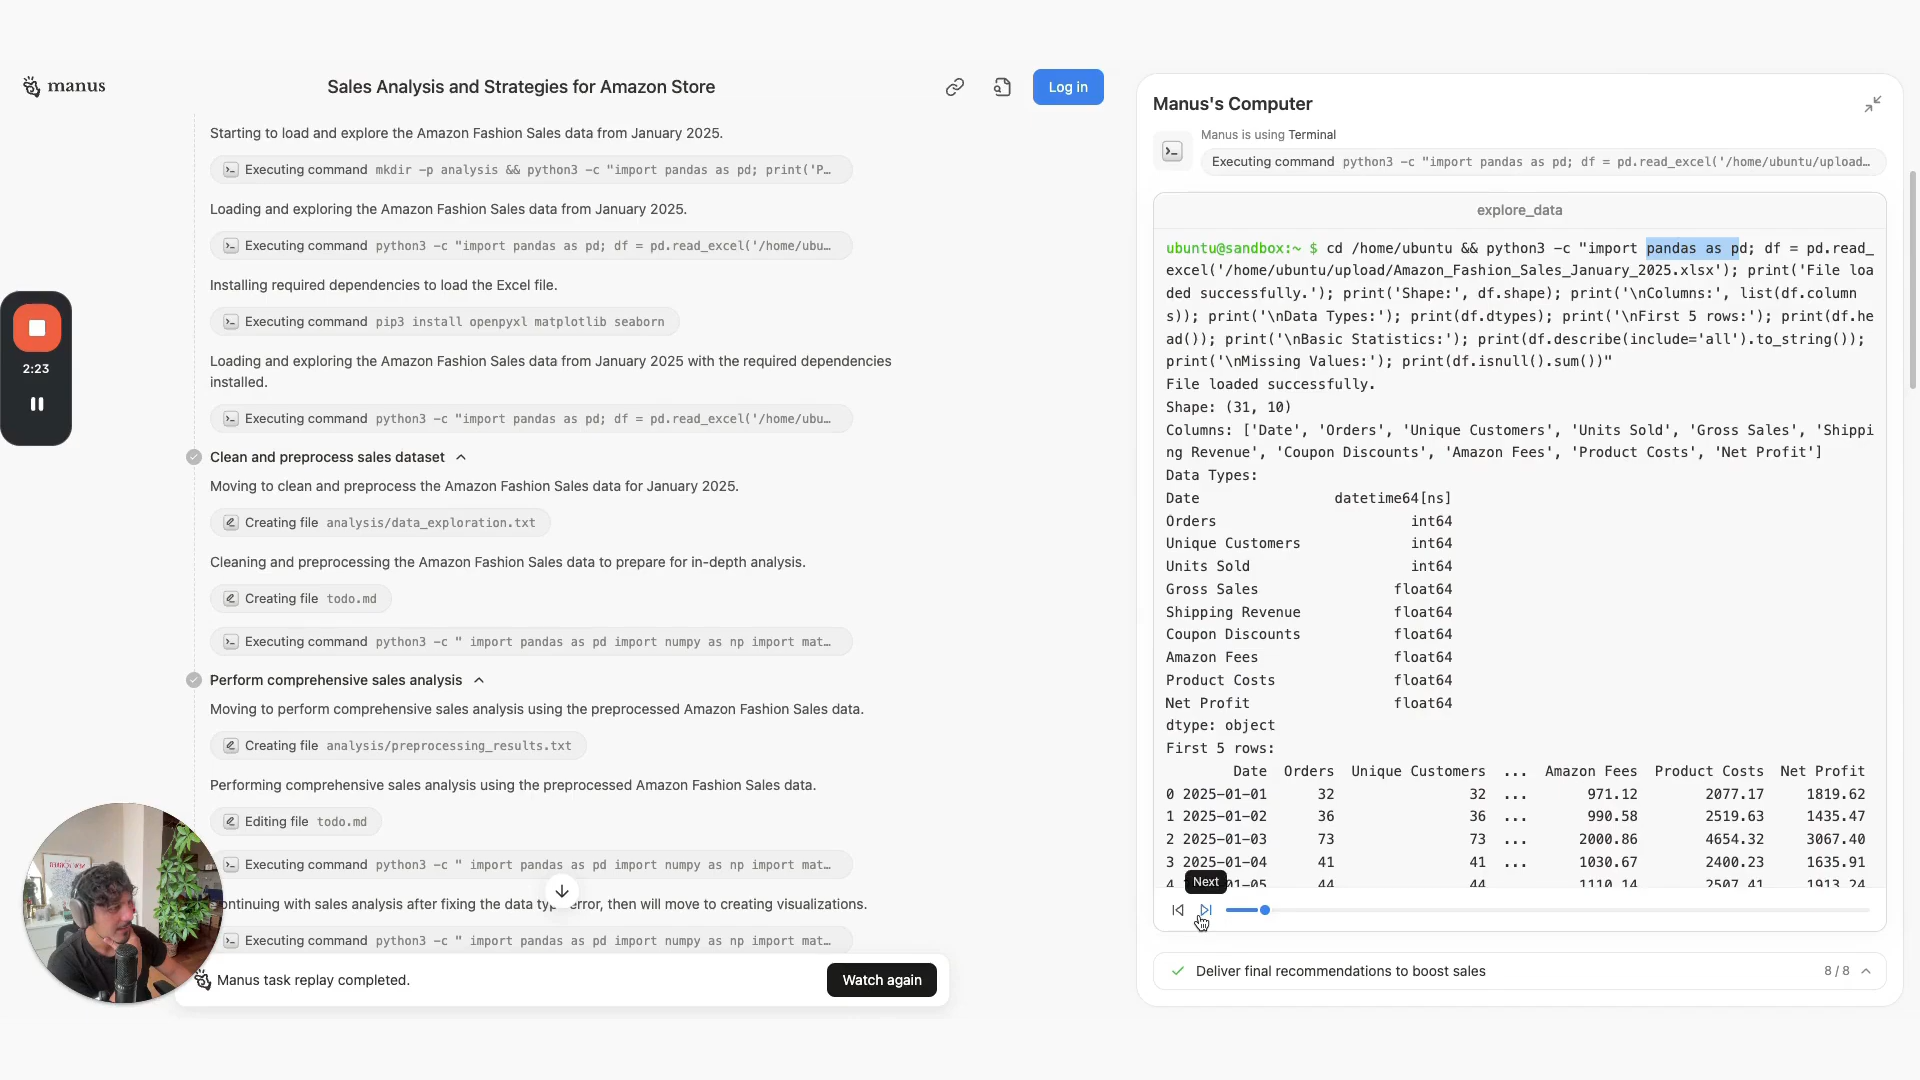 manus
Sales Analysis and Strategies for Amazon Store
Log in
Starting to load and explore the Amazon Fashion Sales data from January 2025.
Executing command mkdir -p analysis && python3 -c "import pandas as pd; print('P…
Loading and exploring the Amazon Fashion Sales data from January 2025.
Executing command python3 -c "import pandas as pd; df = pd.read_excel('/home/ubu…
Installing required dependencies to load the Excel file.
Executing command pip3 install openpyxl matplotlib seaborn
Loading and exploring the Amazon Fashion Sales data from January 2025 with the required dependencies
installed.
Executing command python3 -c "import pandas as pd; df = pd.read_excel('/home/ubu…
Clean and preprocess sales dataset
Moving to clean and preprocess the Amazon Fashion Sales data for January 2025.
Creating file analysis/data_exploration.txt
Cleaning and preprocessing the Amazon Fashion Sales data to prepare for in-depth analysis.
Creating file todo.md
Executing command python3 -c " import pandas as pd import numpy as np import mat…
Perform comprehensive sales analysis
Moving to perform comprehensive sales analysis using the preprocessed Amazon Fashion Sales data.
Creating file analysis/preprocessing_results.txt
Performing comprehensive sales analysis using the preprocessed Amazon Fashion Sales data.
Editing file todo.md
Executing command python3 -c " import pandas as pd import numpy as np import mat…
ontinuing with sales analysis after fixing the data typ error, then will move to creating visualizations.
Executing command python3 -c " import pandas as pd import numpy as np import mat…
Manus task replay completed.
Watch again
2:23
Manus's Computer
Manus is using Terminal
Executing command python3 -c "import pandas as pd; df = pd.read_excel('/home/ubuntu/upload…
explore_data
ubuntu@sandbox:~ $ cd /home/ubuntu && python3 -c "import pandas as pd; df = pd.read_
excel('/home/ubuntu/upload/Amazon_Fashion_Sales_January_2025.xlsx'); print('File loa
ded successfully.'); print('Shape:', df.shape); print('\nColumns:', list(df.column
s)); print('\nData Types:'); print(df.dtypes); print('\nFirst 5 rows:'); print(df.he
ad()); print('\nBasic Statistics:'); print(df.describe(include='all').to_string());
print('\nMissing Values:'); print(df.isnull().sum())"
File loaded successfully.
Shape: (31, 10)
Columns: ['Date', 'Orders', 'Unique Customers', 'Units Sold', 'Gross Sales', 'Shippi
ng Revenue', 'Coupon Discounts', 'Amazon Fees', 'Product Costs', 'Net Profit']
Data Types:
Date datetime64[ns]
Orders int64
Unique Customers int64
Units Sold int64
Gross Sales float64
Shipping Revenue float64
Coupon Discounts float64
Amazon Fees float64
Product Costs float64
Net Profit float64
dtype: object
First 5 rows:
Date Orders Unique Customers ... Amazon Fees Product Costs Net Profit
0 2025-01-01 32 32 ... 971.12 2077.17 1819.62
1 2025-01-02 36 36 ... 990.58 2519.63 1435.47
2 2025-01-03 73 73 ... 2000.86 4654.32 3067.40
3 2025-01-04 41 41 ... 1030.67 2400.23 1635.91
4 01-05 44 44 ... 1110.14 2507.41 1913.24
Next
Deliver final recommendations to boost sales
8 / 8